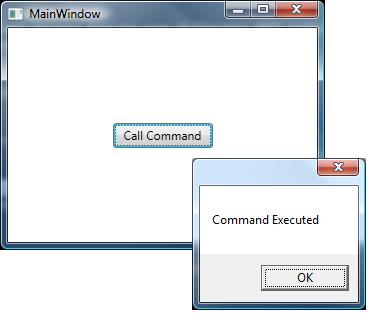 MainWindow
Call Command
Command Executed
OK